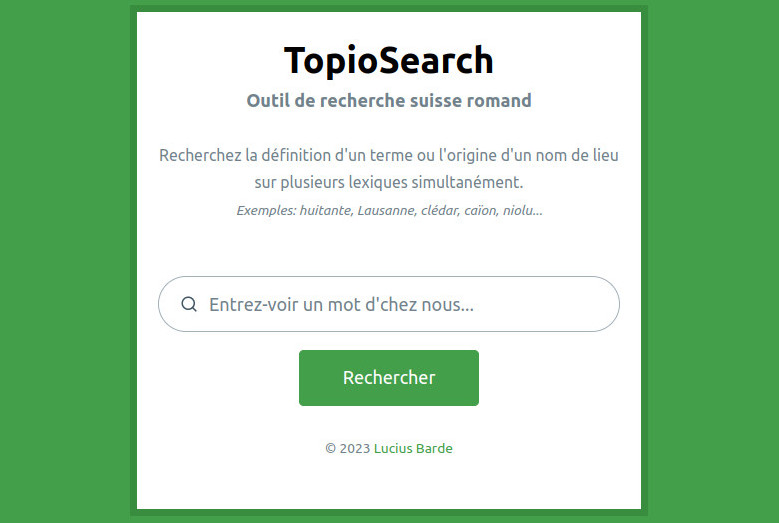 TopioSearch
Outil de recherche suisse romand
Recherchez la définition d'un terme ou l'origine d'un nom de lieu
sur plusieurs lexiques simultanément.
Exemples: huitante, Lausanne, clédar, caïon, niolu...
Entrez-voir un mot d'chez nous...
Rechercher
© 2023 Lucius Barde